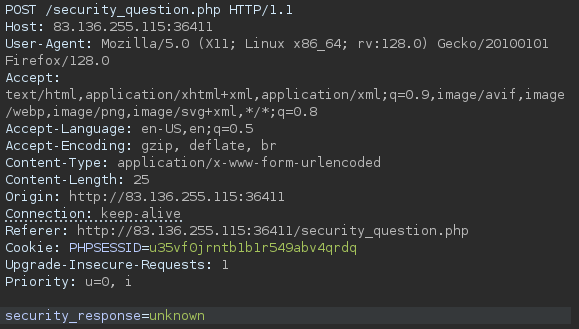 POST /security_question.php HTTP/1.1
Host: 83.136.255.115:36411
User-Agent: Mozilla/5.0 (X11; Linux x86_64; rv:128.0) Gecko/20100101
Firefox/128.0
Accept:
text/html,application/xhtml+xml,application/xml;q=0.9,image/avif,image
/webp,image/png,image/svg+xml,*/*;q=0.8
Accept-Language: en-US,en;q=0.5
Accept-Encoding: gzip, deflate, br
Content-Type: application/x-www-form-urlencoded
Content-Length: 25
Origin: http://83.136.255.115:36411
Connection: keep-alive
Referer: http://83.136.255.115:36411/security_question.php
Cookie: PHPSESSID=u35vf0jrntb1b1r549abv4qrdq
Upgrade-Insecure-Requests: 1
Priority: u=0, i
security_response=unknown